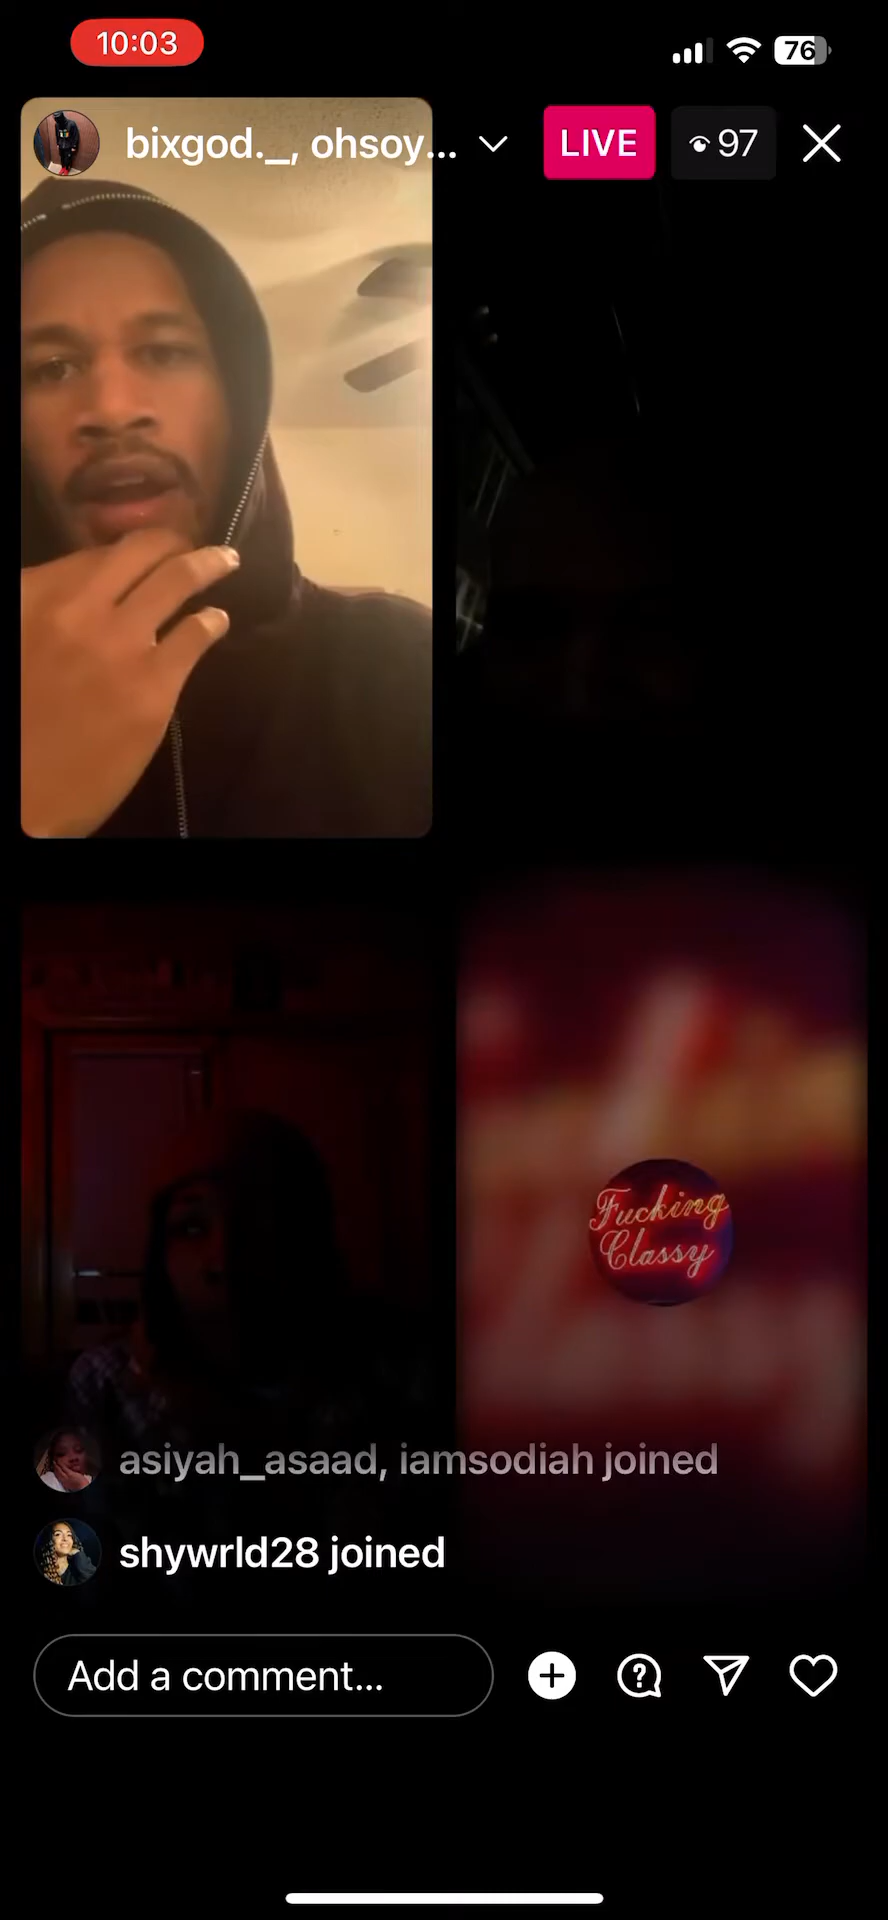 10:03
76
bixgod._, ohsoy...
LIVE
97
Fucking
Classy
asiyah_asaad, iamsodiah joined
shywrld28 joined
Add a comment...